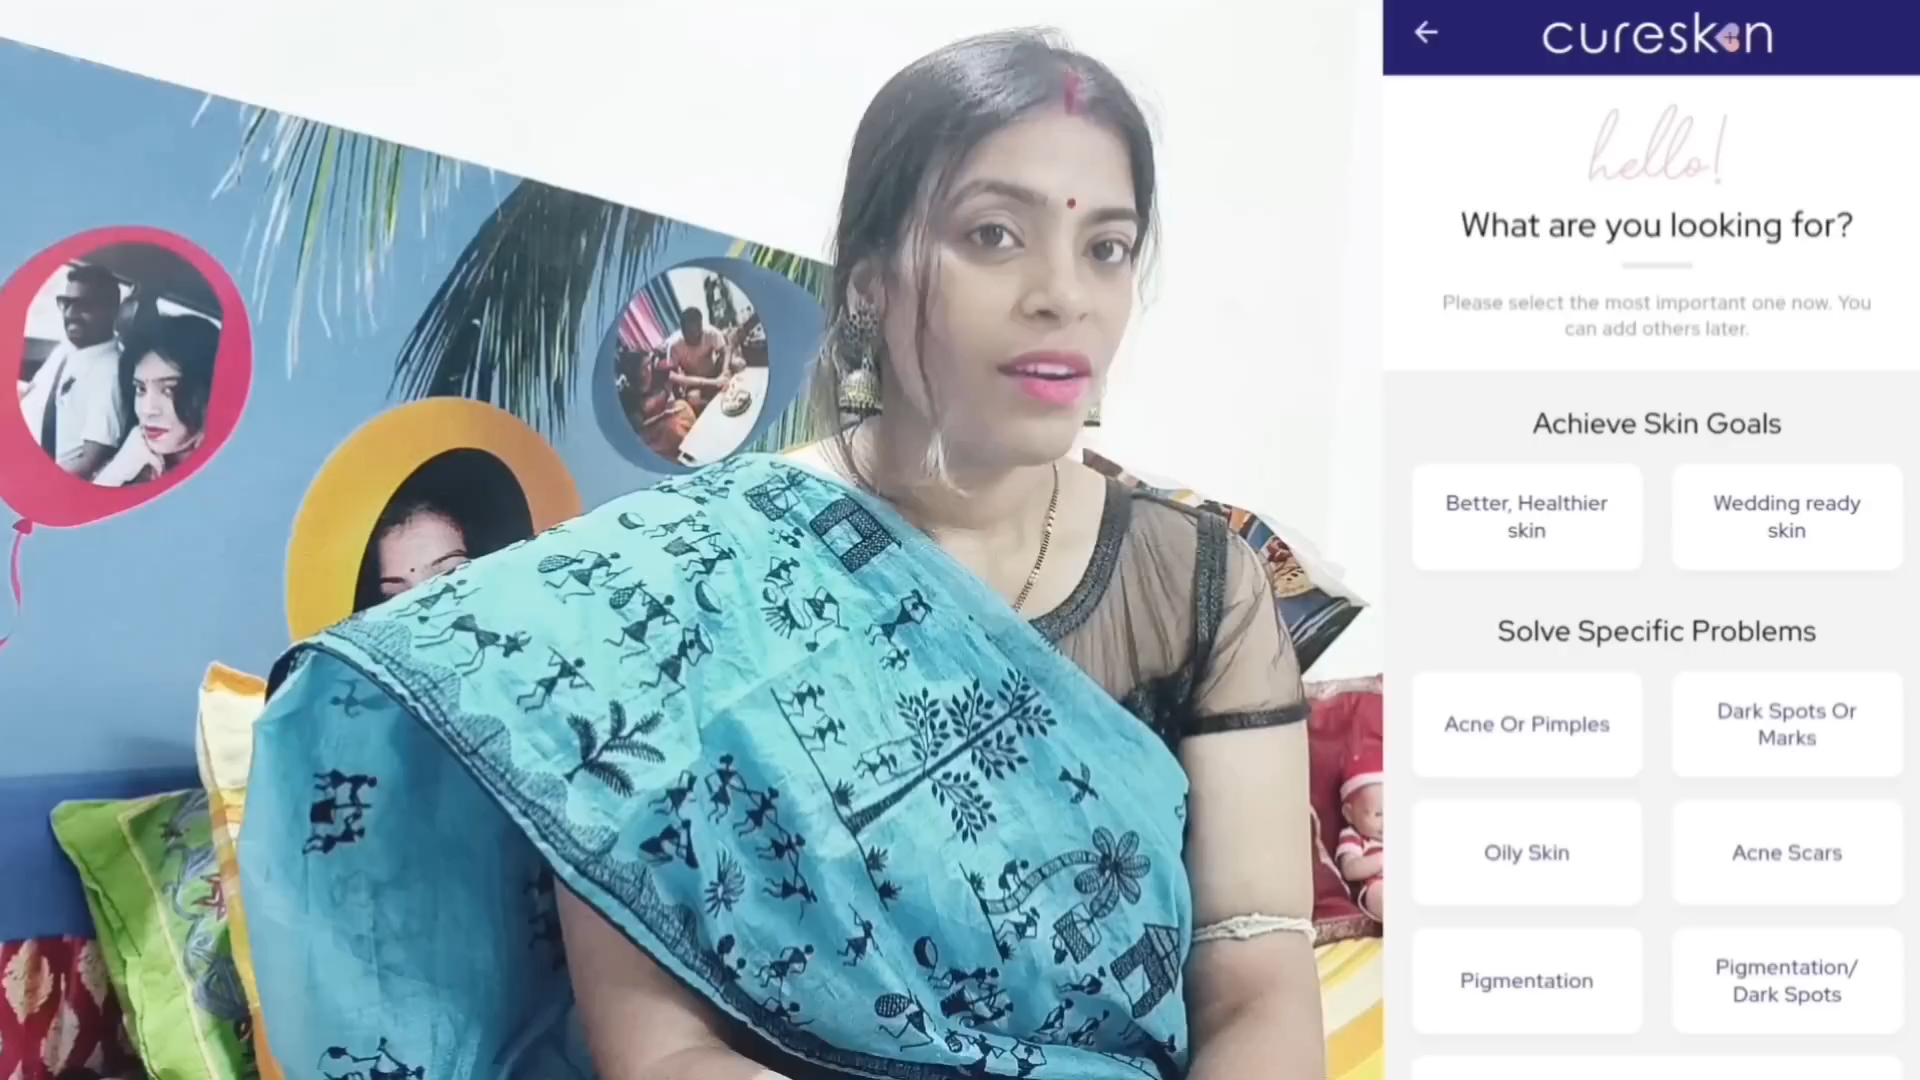 cureskin
hello!
What are you looking for?
Please select the most important one now. You
can add others later.
Achieve Skin Goals
Better, Healthier
skin
Wedding ready
skin
Solve Specific Problems
Acne Or Pimples
Dark Spots Or
Marks
Oily Skin
Acne Scars
Pigmentation
Pigmentation/
Dark Spots